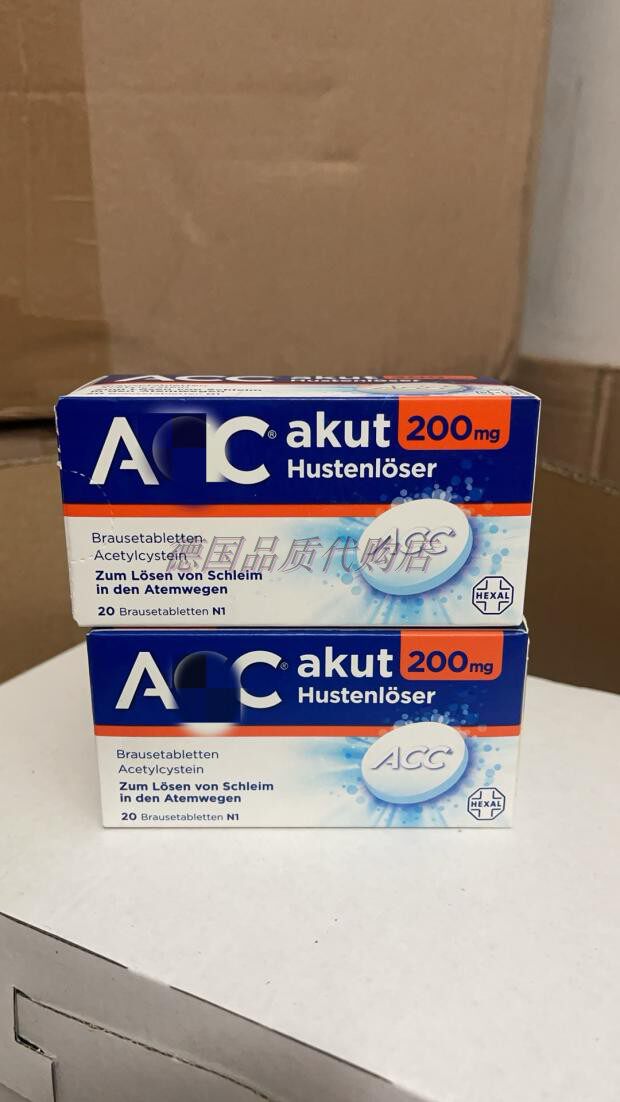 ACC
Hustenlöser
A C® akut 200mg
Hustenlöser
Brausetabletten
Acetylcystein
Zum Lösen von Schleim
in den Atemwegen
20 Brausetabletten N1
ACC
HEXAL
德国品质代购店
A C® akut 200mg
Hustenlöser
Brausetabletten
Acetylcystein
Zum Lösen von Schleim
in den Atemwegen
20 Brausetabletten N1
ACC
HEXAL